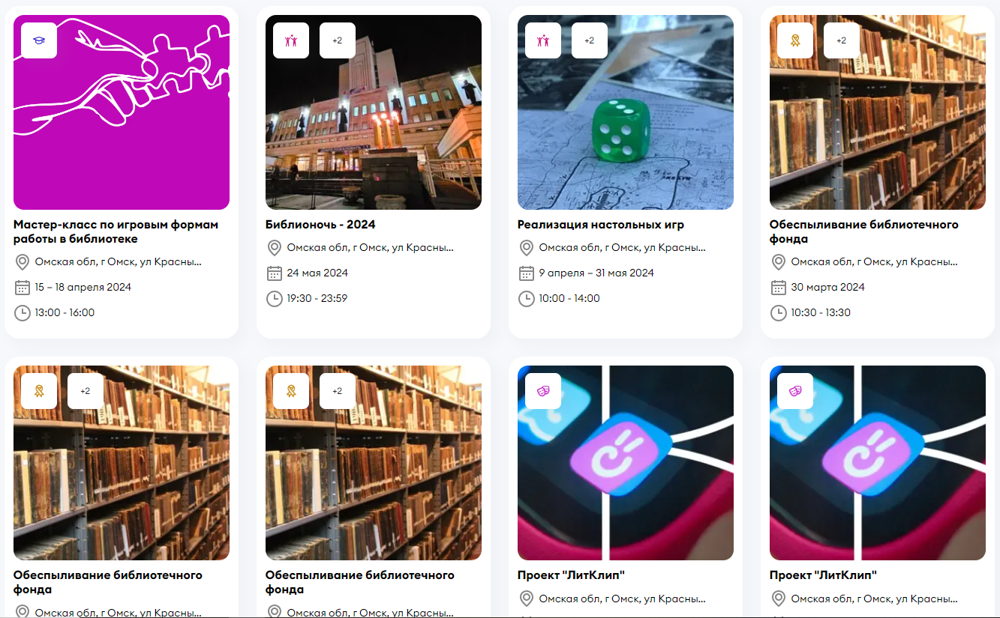 +2
+2
+2
Мастер-класс по игровым формам
работы в библиотеке
Омская обл, г Омск, ул Красны...
15 – 18 апреля 2024
13:00 - 16:00
Библионочь - 2024
Омская обл, г Омск, ул Красны...
24 мая 2024
19:30 - 23:59
Реализация настольных игр
Омская обл, г Омск, ул Красны...
9 апреля – 31 мая 2024
10:00 - 14:00
Обеспыливание библиотечного
фонда
Омская обл, г Омск, ул Красны...
30 марта 2024
10:30 - 13:30
+2
+2
Обеспыливание библиотечного
фонда
Омская обл, г Омск, ул Красны...
Обеспыливание библиотечного
фонда
Омская обл, г Омск, ул Красны...
Проект "ЛитКлип"
Омская обл, г Омск, ул Красны...
Проект "ЛитКлип"
Омская обл, г Омск, ул Красны...